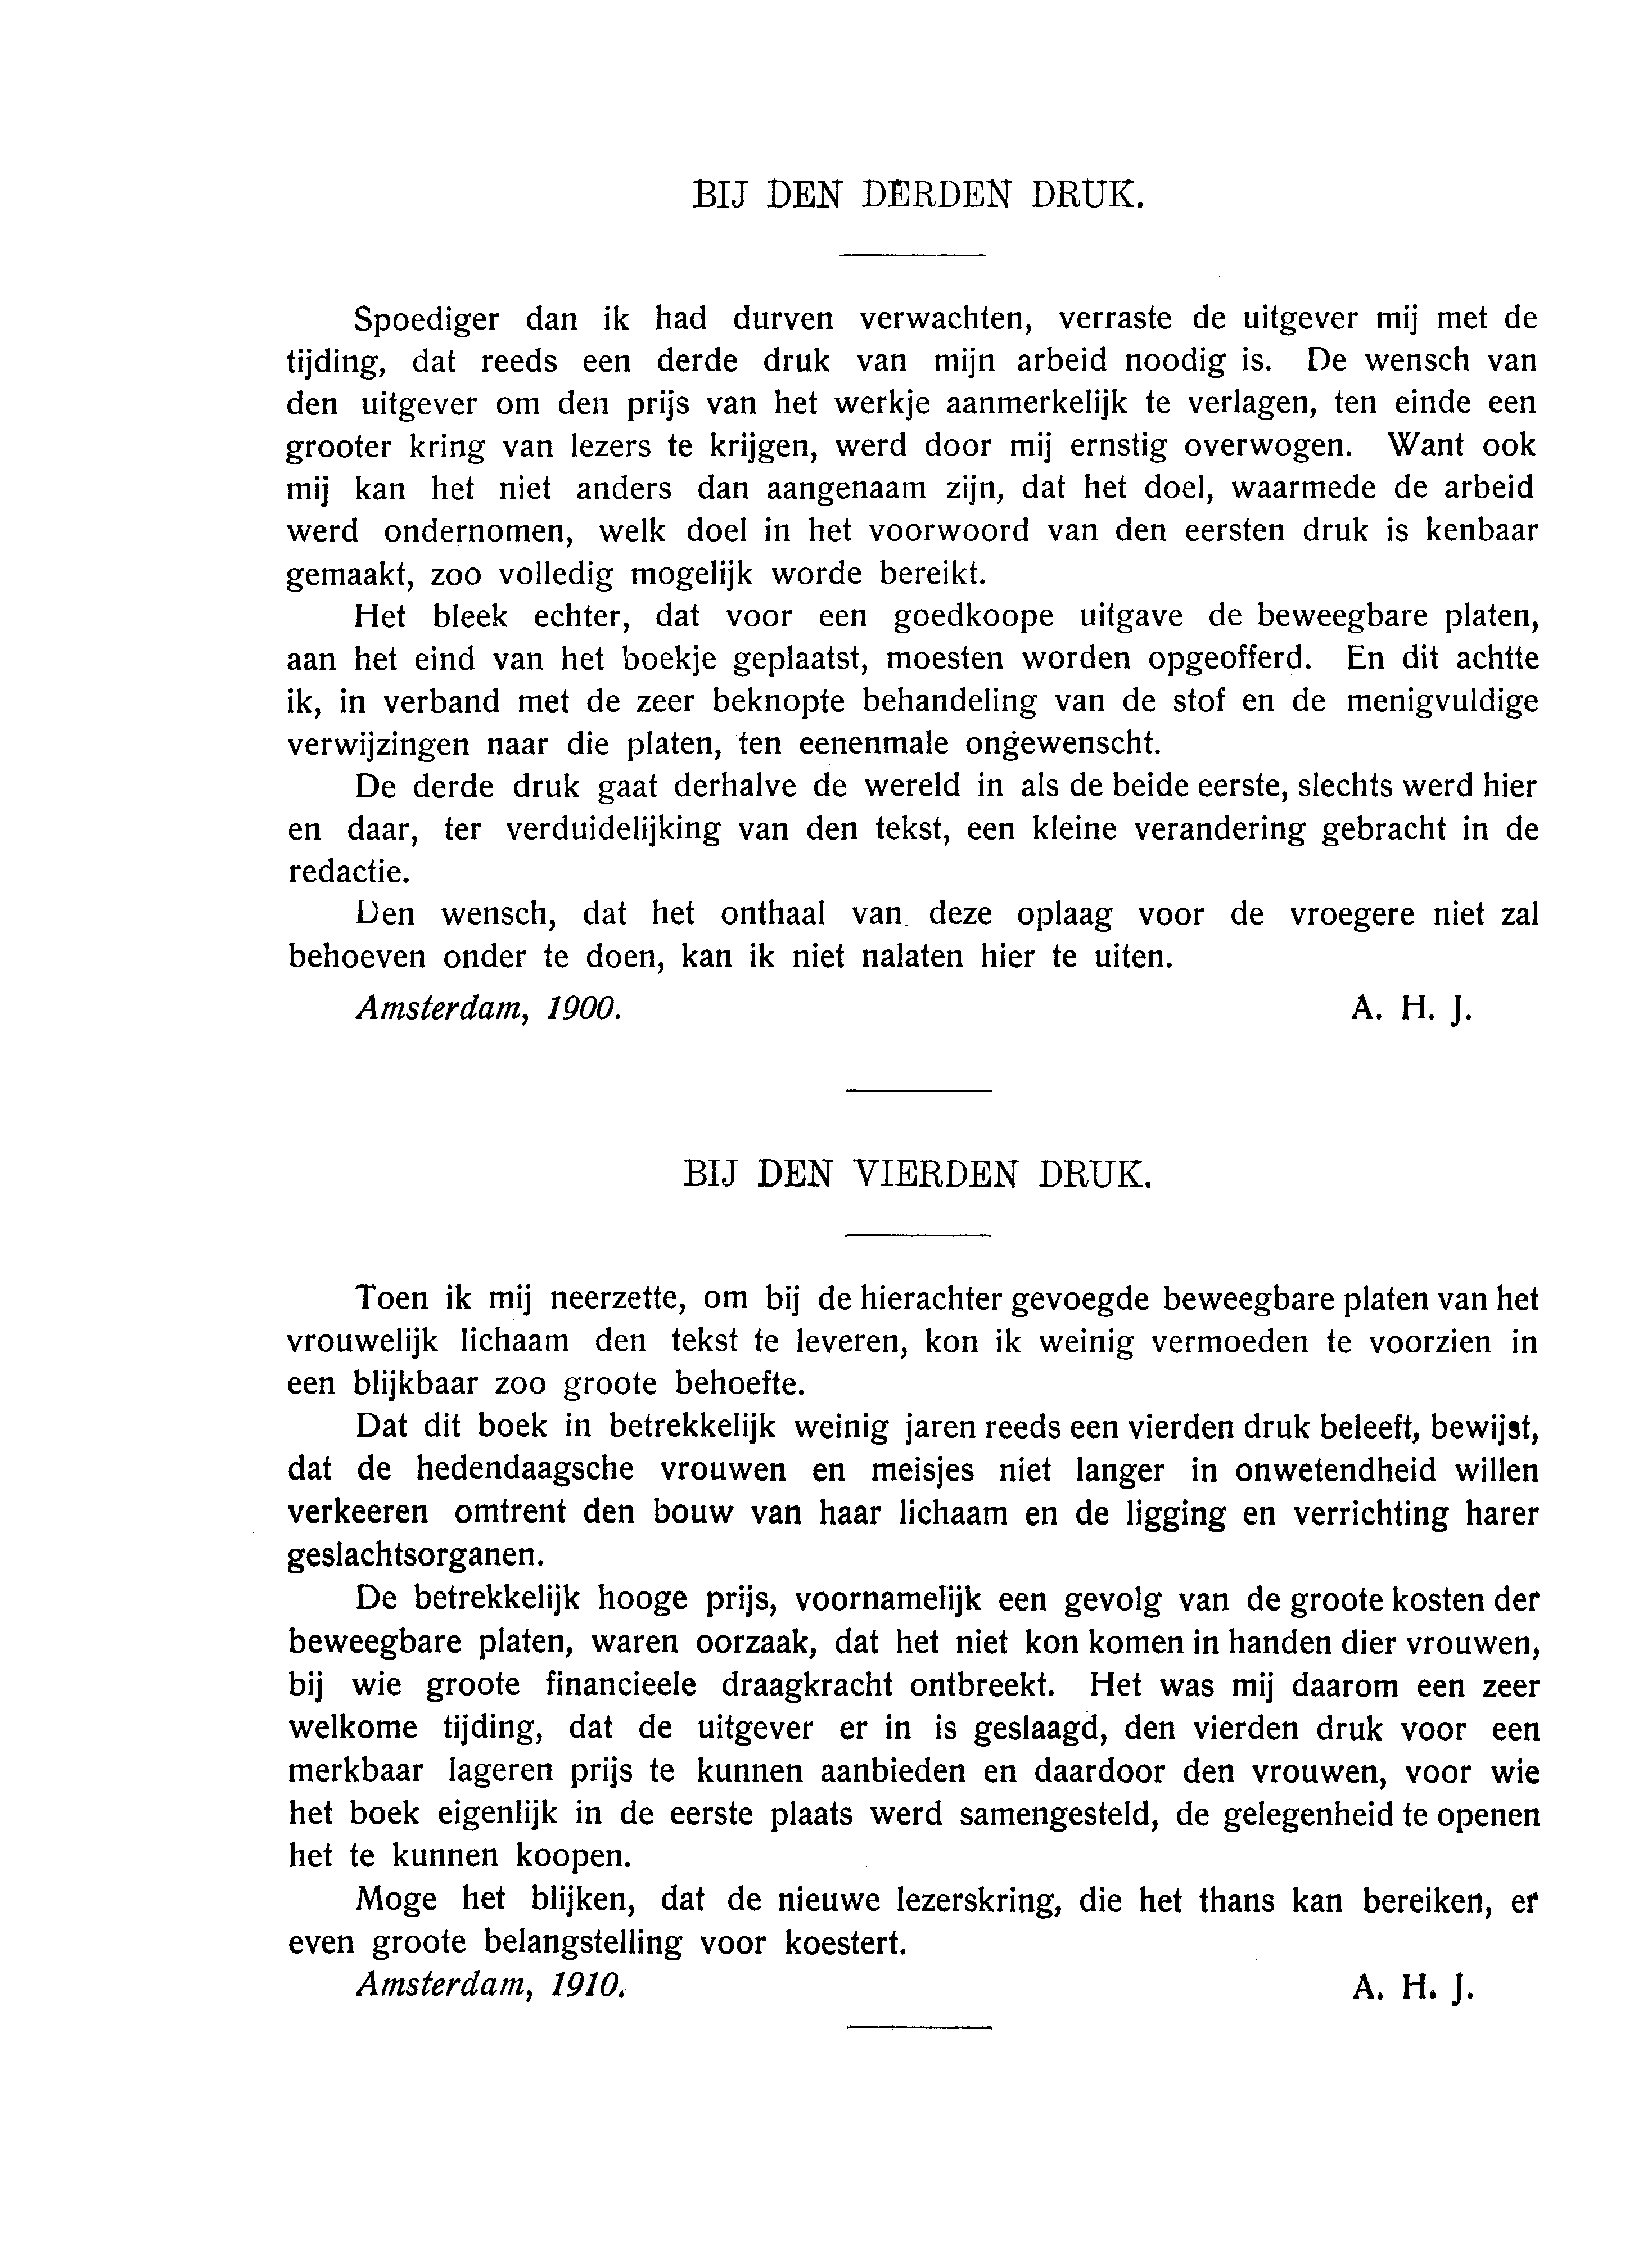 BIJ DEN DERDEN DRUK.
Spoediger dan ik had durven verwachten, verraste de uitgever mij met de
tijding, dat reeds een derde druk van mijn arbeid noodig is. De wensch van
den uitgever om den prijs van het werkje aanmerkelijk te verlagen, ten einde een
grooter kring van lezers te krijgen, werd door mij ernstig overwogen. Want ook
mij kan het niet anders dan aangenaam zijn, dat het doel, waarmede de arbeid
werd ondernomen, welk doel in het voorwoord van den eersten druk is kenbaar
gemaakt, zoo volledig mogelijk worde bereikt.
Het bleek echter, dat voor een goedkoope uitgave de beweegbare platen,
aan het eind van het boekje geplaatst, moesten worden opgeofferd. En dit achtte
ik, in verband met de zeer beknopte behandeling van de stof en de menigvuldige
verwijzingen naar die platen, ten eenenmale ongewenscht.
De derde druk gaat derhalve de wereld in als de beide eerste, slechts werd hier
en daar, ter verduidelijking van den tekst, een kleine verandering gebracht in de
redactie.
Den wensch, dat het onthaal van deze oplaag voor de vroegere niet zal
behoeven onder te doen, kan ik niet nalaten hier te uiten.
Amsterdam, 1900. A. H. J.
BIJ DEN VIERDEN DRUK.
Toen ik mij neerzette, om bij de hierachter gevoegde beweegbare platen van het
vrouwelijk lichaam den tekst te leveren, kon ik weinig vermoeden te voorzien in
een blijkbaar zoo groote behoefte.
Dat dit boek in betrekkelijk weinig jaren reeds een vierden druk beleeft, bewijst,
dat de hedendaagsche vrouwen en meisjes niet langer in onwetendheid willen
verkeeren omtrent den bouw van haar lichaam en de ligging en verrichting harer
geslachtsorganen.
De betrekkelijk hooge prijs, voornamelijk een gevolg van de groote kosten der
beweegbare platen, waren oorzaak, dat het niet kon komen in handen dier vrouwen,
bij wie groote financieele draagkracht ontbreekt. Het was mij daarom een zeer
welkome tijding, dat de uitgever er in is geslaagd, den vierden druk voor een
merkbaar lageren prijs te kunnen aanbieden en daardoor den vrouwen, voor wie
het boek eigenlijk in de eerste plaats werd samengesteld, de gelegenheid te openen
het te kunnen koopen.
Moge het blijken, dat de nieuwe lezerskring, die het thans kan bereiken, er
even groote belangstelling voor koestert.
Amsterdam, 1910. A. H. J.